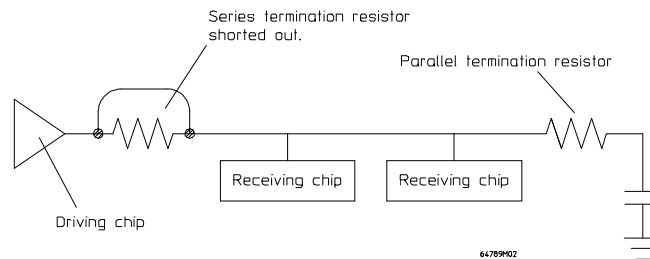 Series termination resistor
shorted out.
Parallel termination resistor
Receiving chip
Receiving chip
Driving chip
64789M02